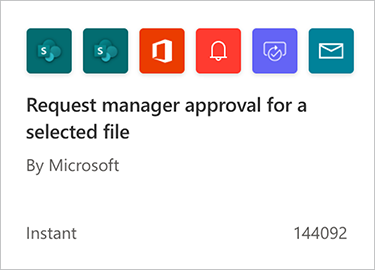 Request manager approval for a
selected file
By Microsoft
Instant 144092